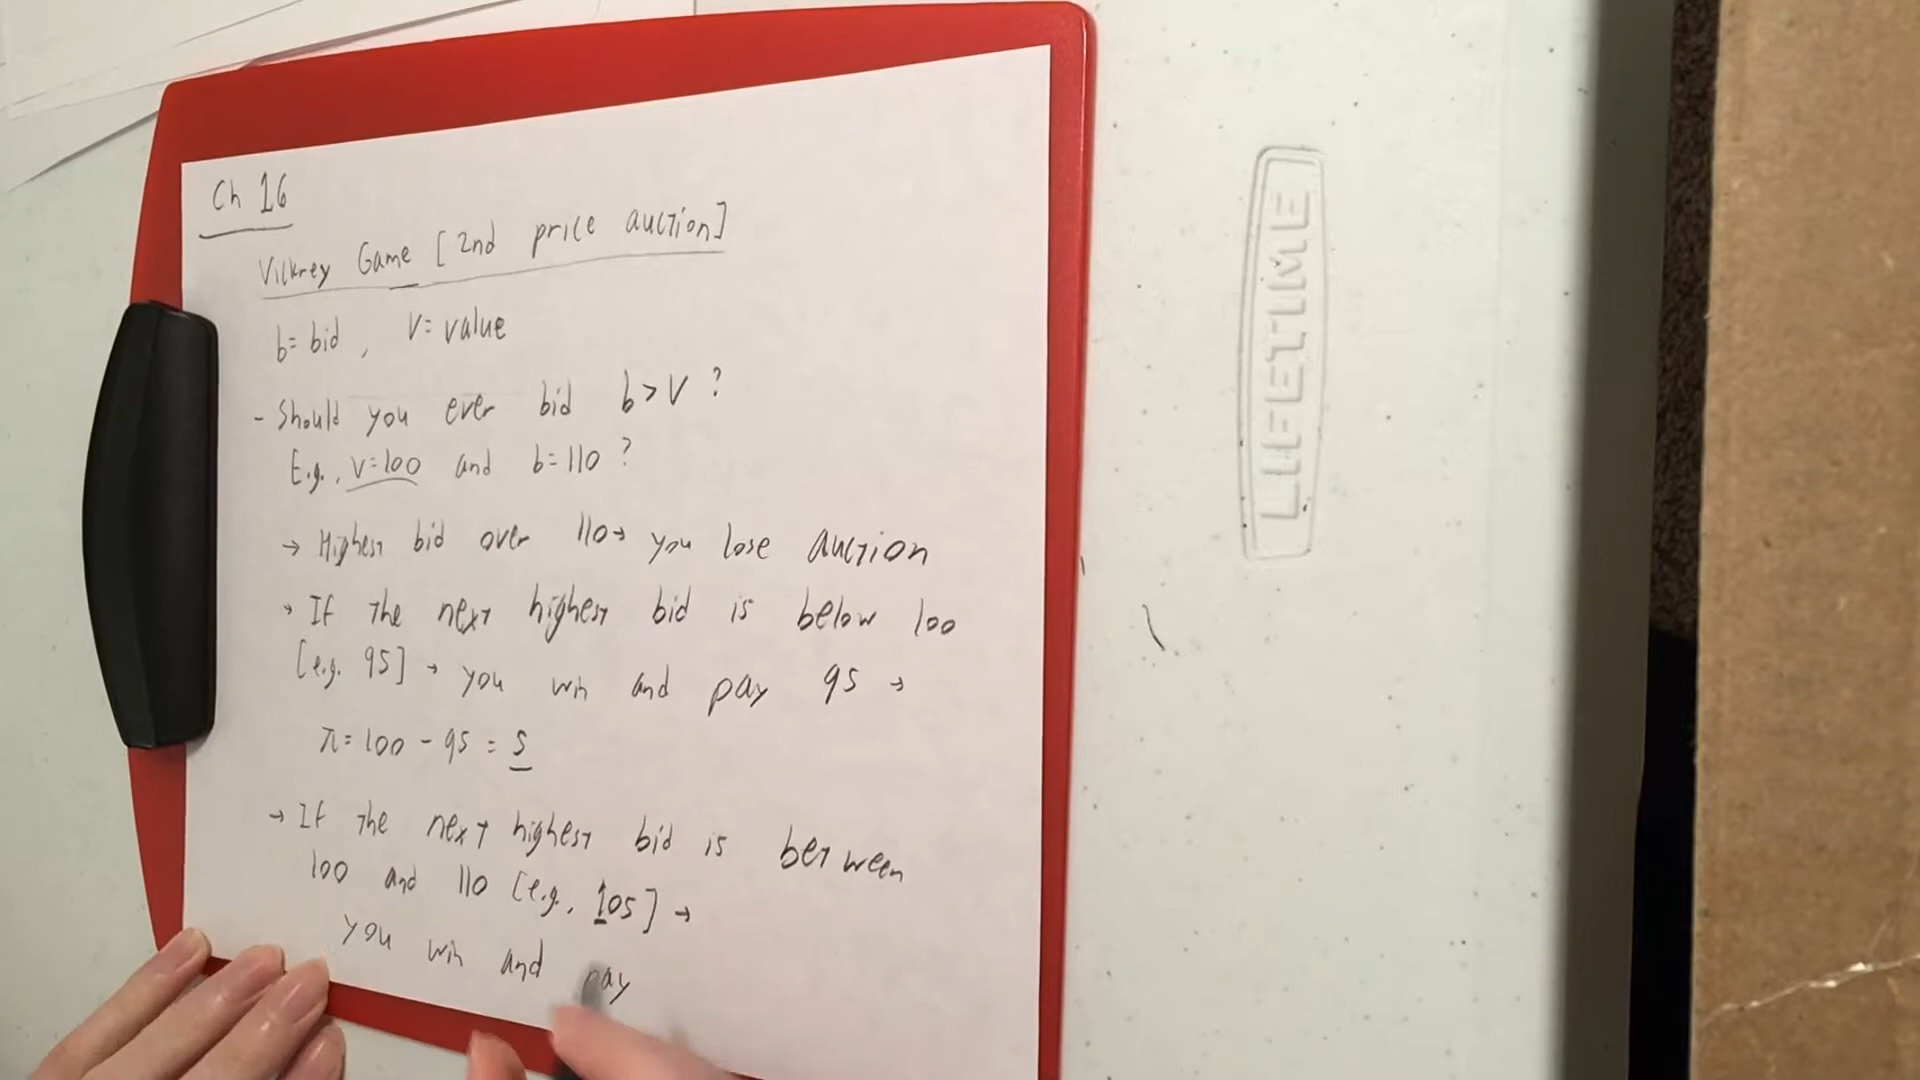 Ch 16
Vickrey Game [2nd price auction]
b= bid, V= value
- Should you ever bid b>V?
E.g., V=100 and b=110?
→ Highest bid over 110→ you lose auction
→ If the next highest bid is below 100
[e.g. 95] → you win and pay 95 →
π= 100 - 95 = 5
→ If the next highest bid is between
100 and 110 [e.g., 105] →
you win and pay
LIFETIME